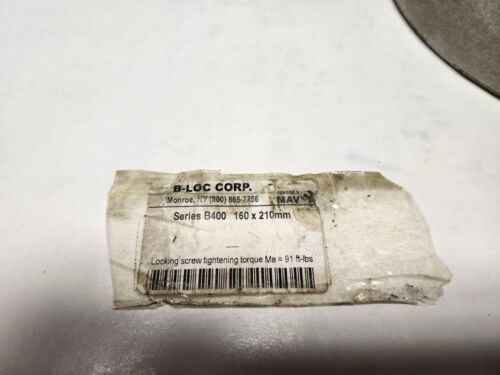 B-LOC CORP.
Monroe, NY (800) 865-7756
MAV
Series B400 160 x 210mm
-----
Locking screw tightening torque Ma = 91 ft-lbs